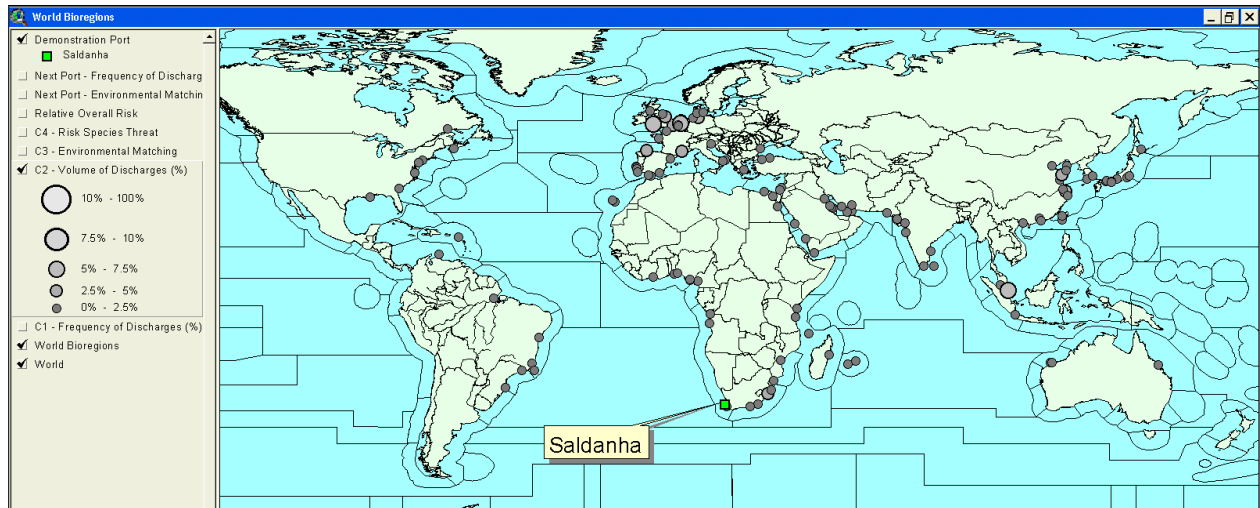 World Bioregions
Demonstration Port
Saldanha
Next Port - Frequency of Discharg
Next Port - Environmental Matchin
Relative Overall Risk
C4 - Risk Species Threat
C3 - Environmental Matching
C2 - Volume of Discharges (%)
10% - 100%
7.5% - 10%
5% - 7.5%
2.5% - 5%
0% - 2.5%
C1 - Frequency of Discharges (%)
World Bioregions
World
Saldanha